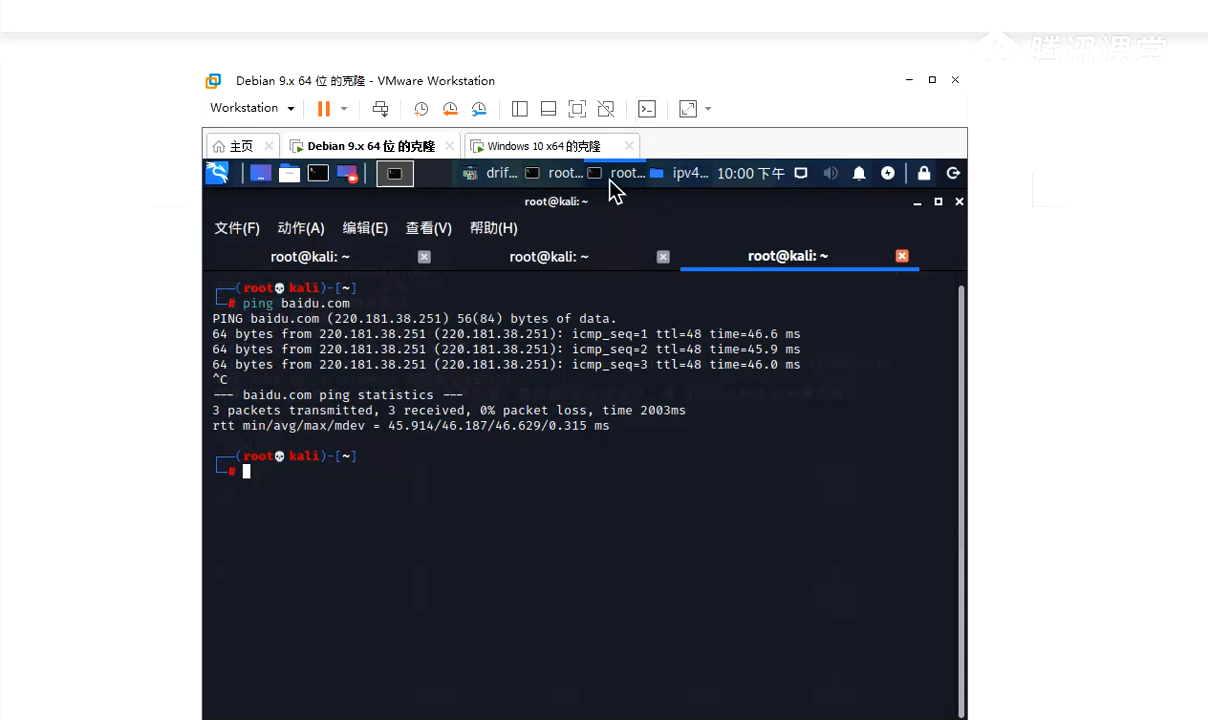 腾讯课堂
Debian 9.x 64 位 的克隆 - VMware Workstation
Workstation
主页
Debian 9.x 64 位 的克隆
Windows 10 x64 的克隆
drif...
root...
root...
ipv4...
10:00 下午
root@kali: ~
文件(F) 动作(A) 编辑(E) 查看(V) 帮助(H)
root@kali: ~
root@kali: ~
root@kali: ~
┌──(root💀kali)-[~]
└─# ping baidu.com
PING baidu.com (220.181.38.251) 56(84) bytes of data.
64 bytes from 220.181.38.251 (220.181.38.251): icmp_seq=1 ttl=48 time=46.6 ms
64 bytes from 220.181.38.251 (220.181.38.251): icmp_seq=2 ttl=48 time=45.9 ms
64 bytes from 220.181.38.251 (220.181.38.251): icmp_seq=3 ttl=48 time=46.0 ms
^C
--- baidu.com ping statistics ---
3 packets transmitted, 3 received, 0% packet loss, time 2003ms
rtt min/avg/max/mdev = 45.914/46.187/46.629/0.315 ms
┌──(root💀kali)-[~]
└─#